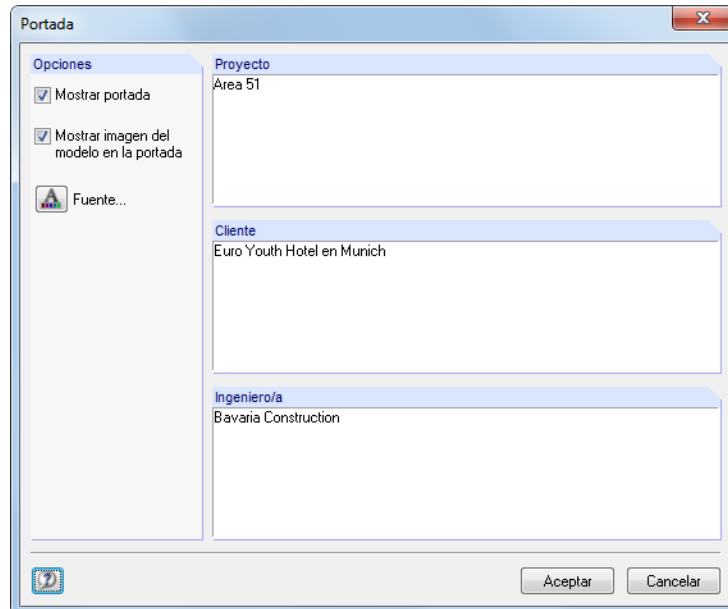 Portada
Opciones
Mostrar portada
Mostrar imagen del
modelo en la portada
Fuente...
Proyecto
Area 51
Cliente
Euro Youth Hotel en Munich
Ingeniero/a
Bavaria Construction
Aceptar
Cancelar